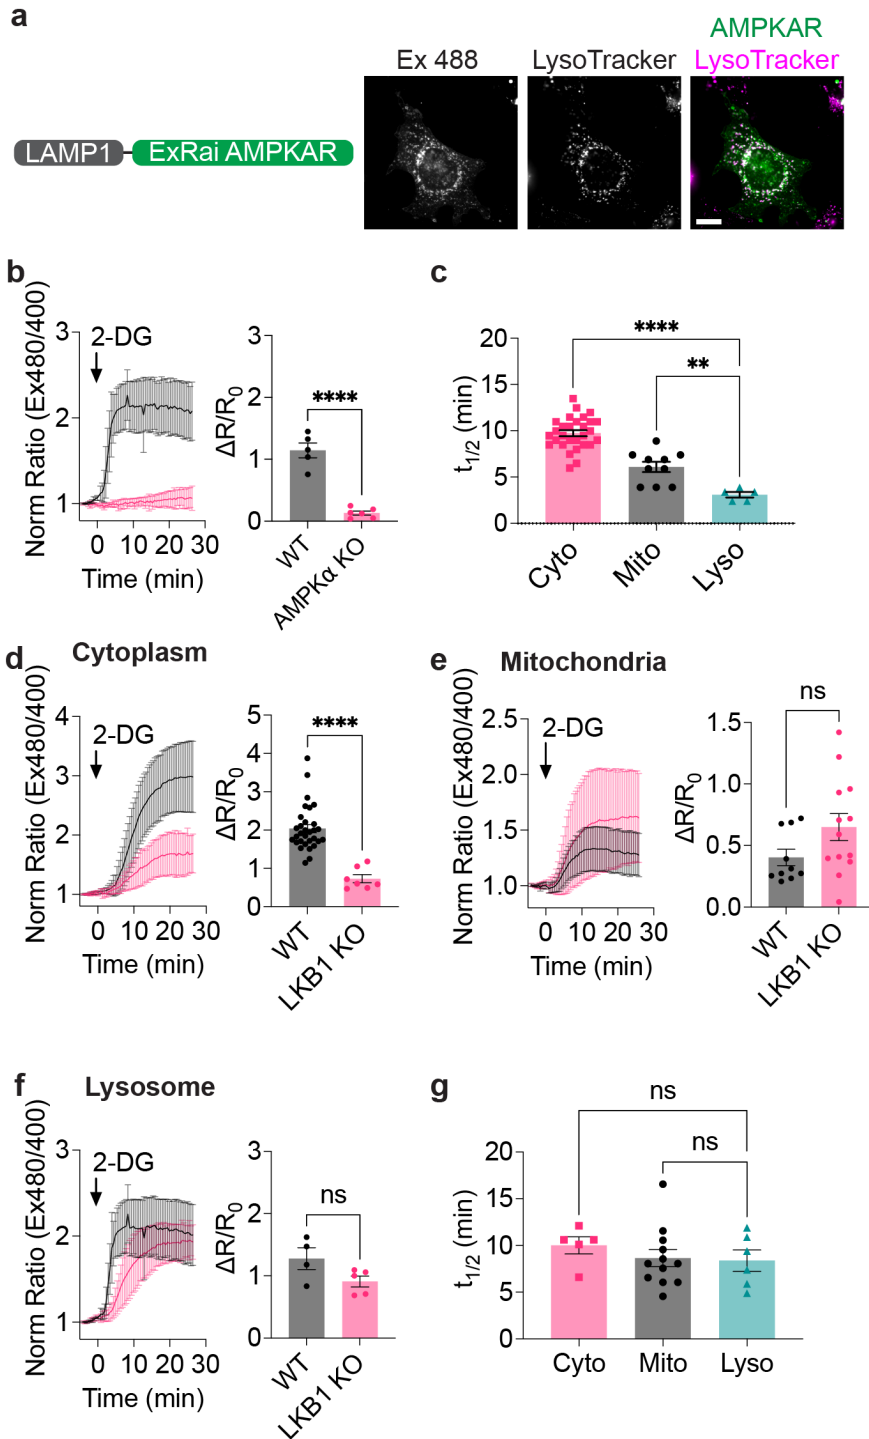 a
AMPKAR
Ex 488
LysoTracker
LysoTracker
LAMP1
ExRai AMPKAR
b
Norm Ratio (Ex480/400)
3
2
1
2-DG
0 10 20 30
Time (min)
ΔR/R0
3
2
1
0
****
WT
AMPKα KO
c
t1/2 (min)
20
15
10
5
0
****
**
Cyto
Mito
Lyso
d
Cytoplasm
Norm Ratio (Ex480/400)
4
3
2
1
2-DG
0 10 20 30
Time (min)
ΔR/R0
5
4
3
2
1
0
****
WT
LKB1 KO
e
Mitochondria
Norm Ratio (Ex480/400)
2.5
2.0
1.5
1.0
2-DG
0 10 20 30
Time (min)
ΔR/R0
1.5
1.0
0.5
0.0
ns
WT
LKB1 KO
f
Lysosome
Norm Ratio (Ex480/400)
3
2
1
2-DG
0 10 20 30
Time (min)
ΔR/R0
3
2
1
0
ns
WT
LKB1 KO
g
t1/2 (min)
20
15
10
5
0
ns
ns
Cyto
Mito
Lyso